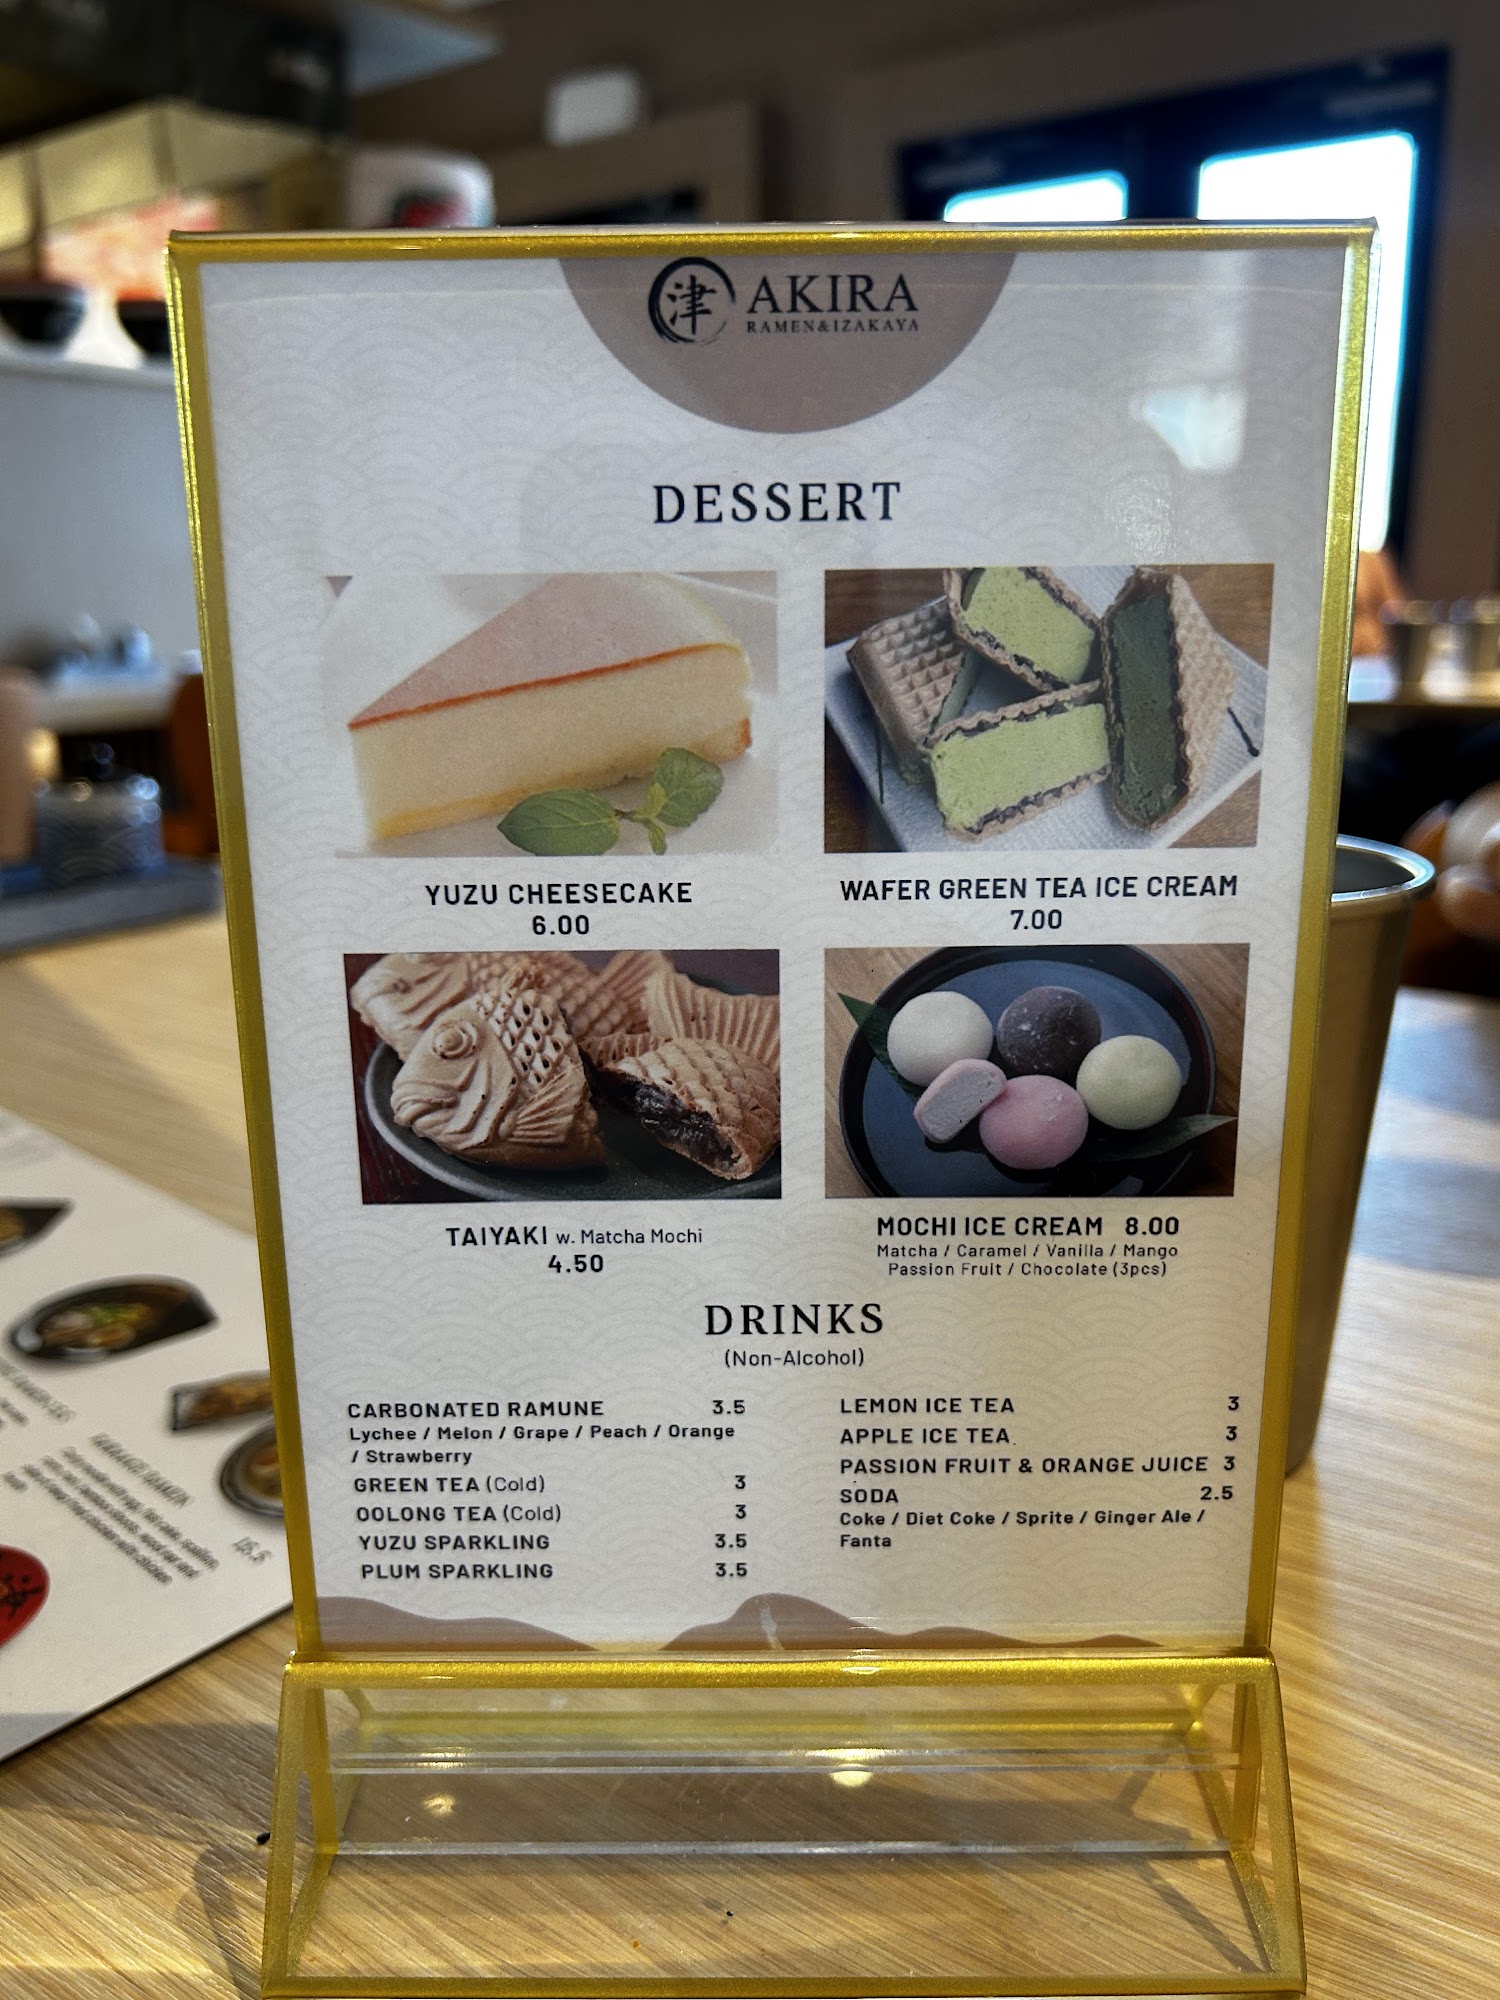 津 AKIRA
RAMEN&IZAKAYA
DESSERT
YUZU CHEESECAKE
6.00
WAFER GREEN TEA ICE CREAM
7.00
TAIYAKI w. Matcha Mochi
4.50
MOCHI ICE CREAM 8.00
Matcha / Caramel / Vanilla / Mango
Passion Fruit / Chocolate (3pcs)
DRINKS
(Non-Alcohol)
CARBONATED RAMUNE 3.5
Lychee / Melon / Grape / Peach / Orange
/ Strawberry
GREEN TEA (Cold) 3
OOLONG TEA (Cold) 3
YUZU SPARKLING 3.5
PLUM SPARKLING 3.5
LEMON ICE TEA 3
APPLE ICE TEA 3
PASSION FRUIT & ORANGE JUICE 3
SODA 2.5
Coke / Diet Coke / Sprite / Ginger Ale /
Fanta